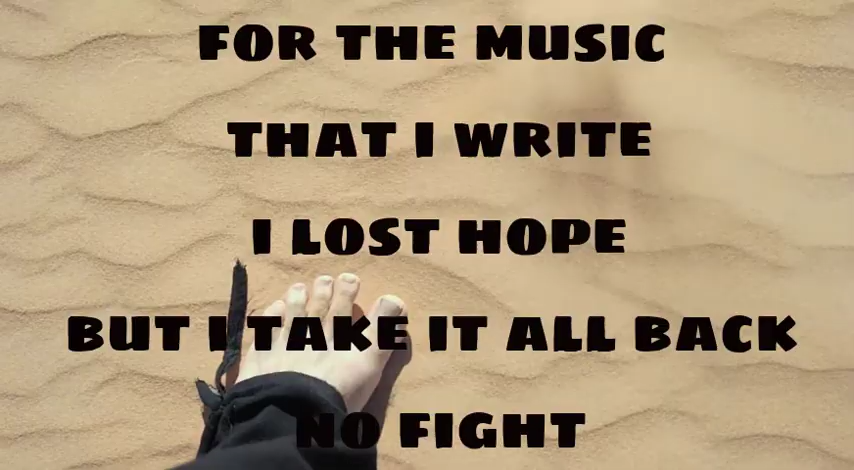 FOR THE MUSIC
THAT I WRITE
I LOST HOPE
BUT I TAKE IT ALL BACK
NO FIGHT